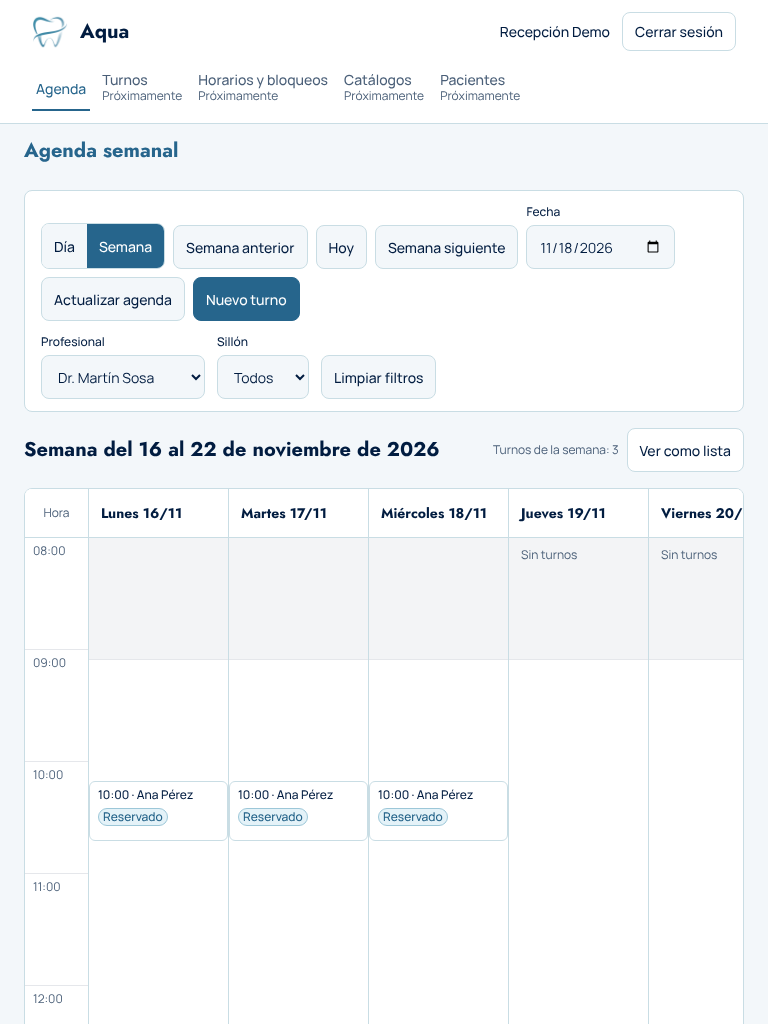 Aqua
Recepción Demo
Cerrar sesión
Agenda
Turnos
Próximamente
Horarios y bloqueos
Próximamente
Catálogos
Próximamente
Pacientes
Próximamente
Agenda semanal
Fecha
Día
Semana
Semana anterior
Hoy
Semana siguiente
11/18/2026
Actualizar agenda
Nuevo turno
Profesional
Sillón
Dr. Martín Sosa
Todos
Limpiar filtros
Semana del 16 al 22 de noviembre de 2026
Turnos de la semana: 3
Ver como lista
Hora
Lunes 16/11
Martes 17/11
Miércoles 18/11
Jueves 19/11
Viernes 20/
08:00
Sin turnos
Sin turnos
09:00
10:00
10:00 · Ana Pérez
Reservado
10:00 · Ana Pérez
Reservado
10:00 · Ana Pérez
Reservado
11:00
12:00